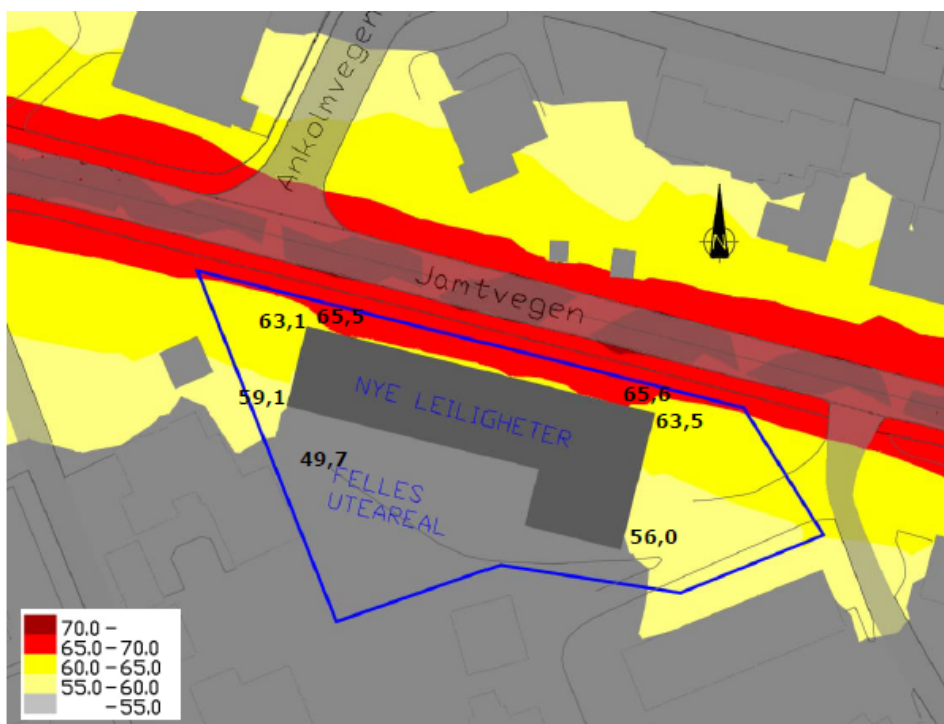 Ankolmvegen
Jamtvegen
N
63,1
65,5
59,1
NYE LEILIGHETER
65,6
63,5
49,7
FELLES
UTEAREAL
56,0
70.0 -
65.0 - 70.0
60.0 - 65.0
55.0 - 60.0
- 55.0